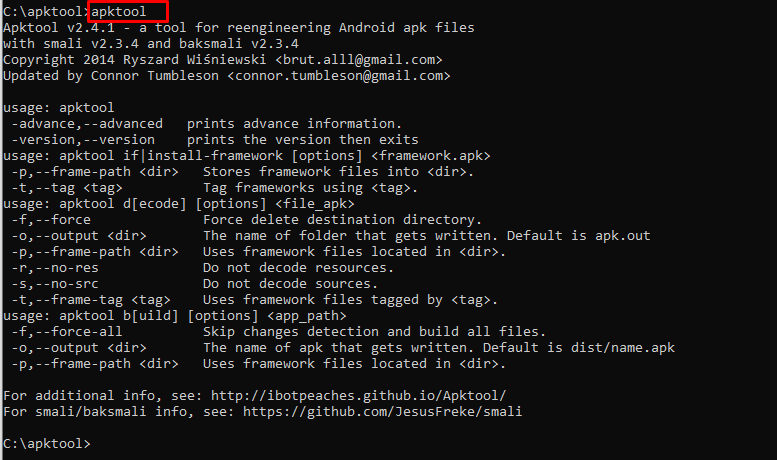 C:\apktool>apktool
Apktool v2.4.1 - a tool for reengineering Android apk files
with smali v2.3.4 and baksmali v2.3.4
Copyright 2014 Ryszard Wiśniewski <brut.alll@gmail.com>
Updated by Connor Tumbleson <connor.tumbleson@gmail.com>
usage: apktool
-advance,--advanced prints advance information.
-version,--version prints the version then exits
usage: apktool if|install-framework [options] <framework.apk>
-p,--frame-path <dir> Stores framework files into <dir>.
-t,--tag <tag> Tag frameworks using <tag>.
usage: apktool d[ecode] [options] <file_apk>
-f,--force Force delete destination directory.
-o,--output <dir> The name of folder that gets written. Default is apk.out
-p,--frame-path <dir> Uses framework files located in <dir>.
-r,--no-res Do not decode resources.
-s,--no-src Do not decode sources.
-t,--frame-tag <tag> Uses framework files tagged by <tag>.
usage: apktool b[uild] [options] <app_path>
-f,--force-all Skip changes detection and build all files.
-o,--output <dir> The name of apk that gets written. Default is dist/name.apk
-p,--frame-path <dir> Uses framework files located in <dir>.
For additional info, see: http://ibotpeaches.github.io/Apktool/
For smali/baksmali info, see: https://github.com/JesusFreke/smali
C:\apktool>